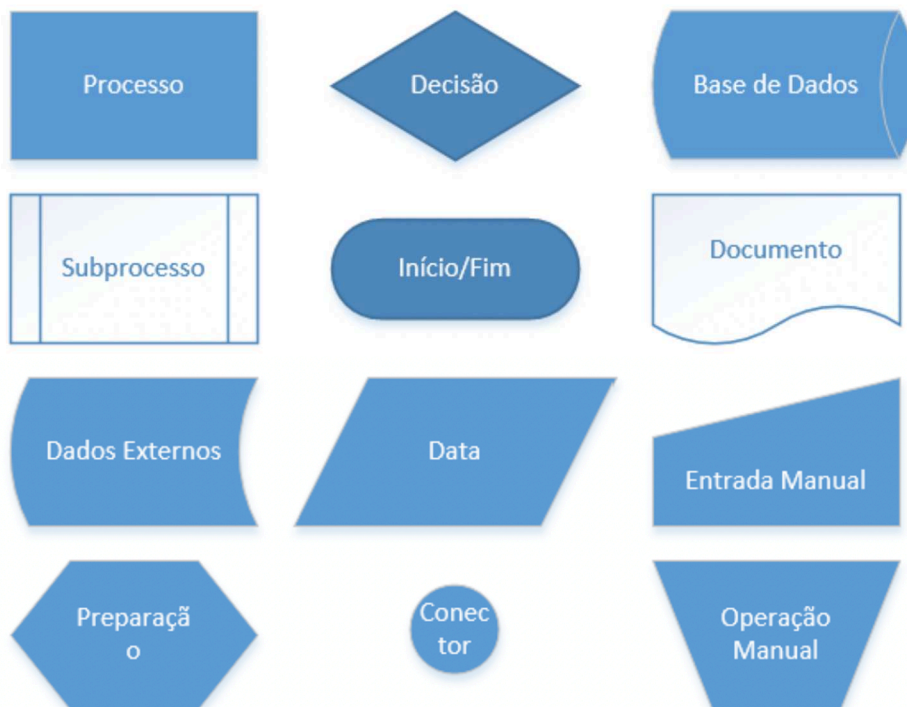 Processo
Decisão
Base de Dados
Subprocesso
Início/Fim
Documento
Dados Externos
Data
Entrada Manual
Preparaçã
o
Conec
tor
Operação
Manual